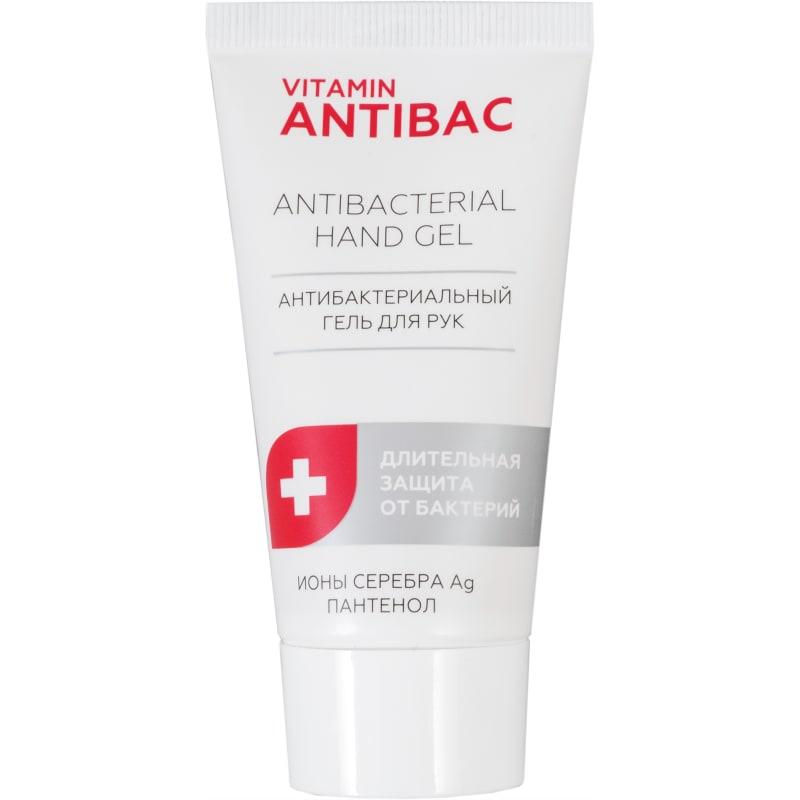 VITAMIN
ANTIBAC
ANTIBACTERIAL
HAND GEL
АНТИБАКТЕРИАЛЬНЫЙ
ГЕЛЬ ДЛЯ РУК
ДЛИТЕЛЬНАЯ
ЗАЩИТА
ОТ БАКТЕРИЙ
ИОНЫ СЕРЕБРА Ag
ПАНТЕНОЛ